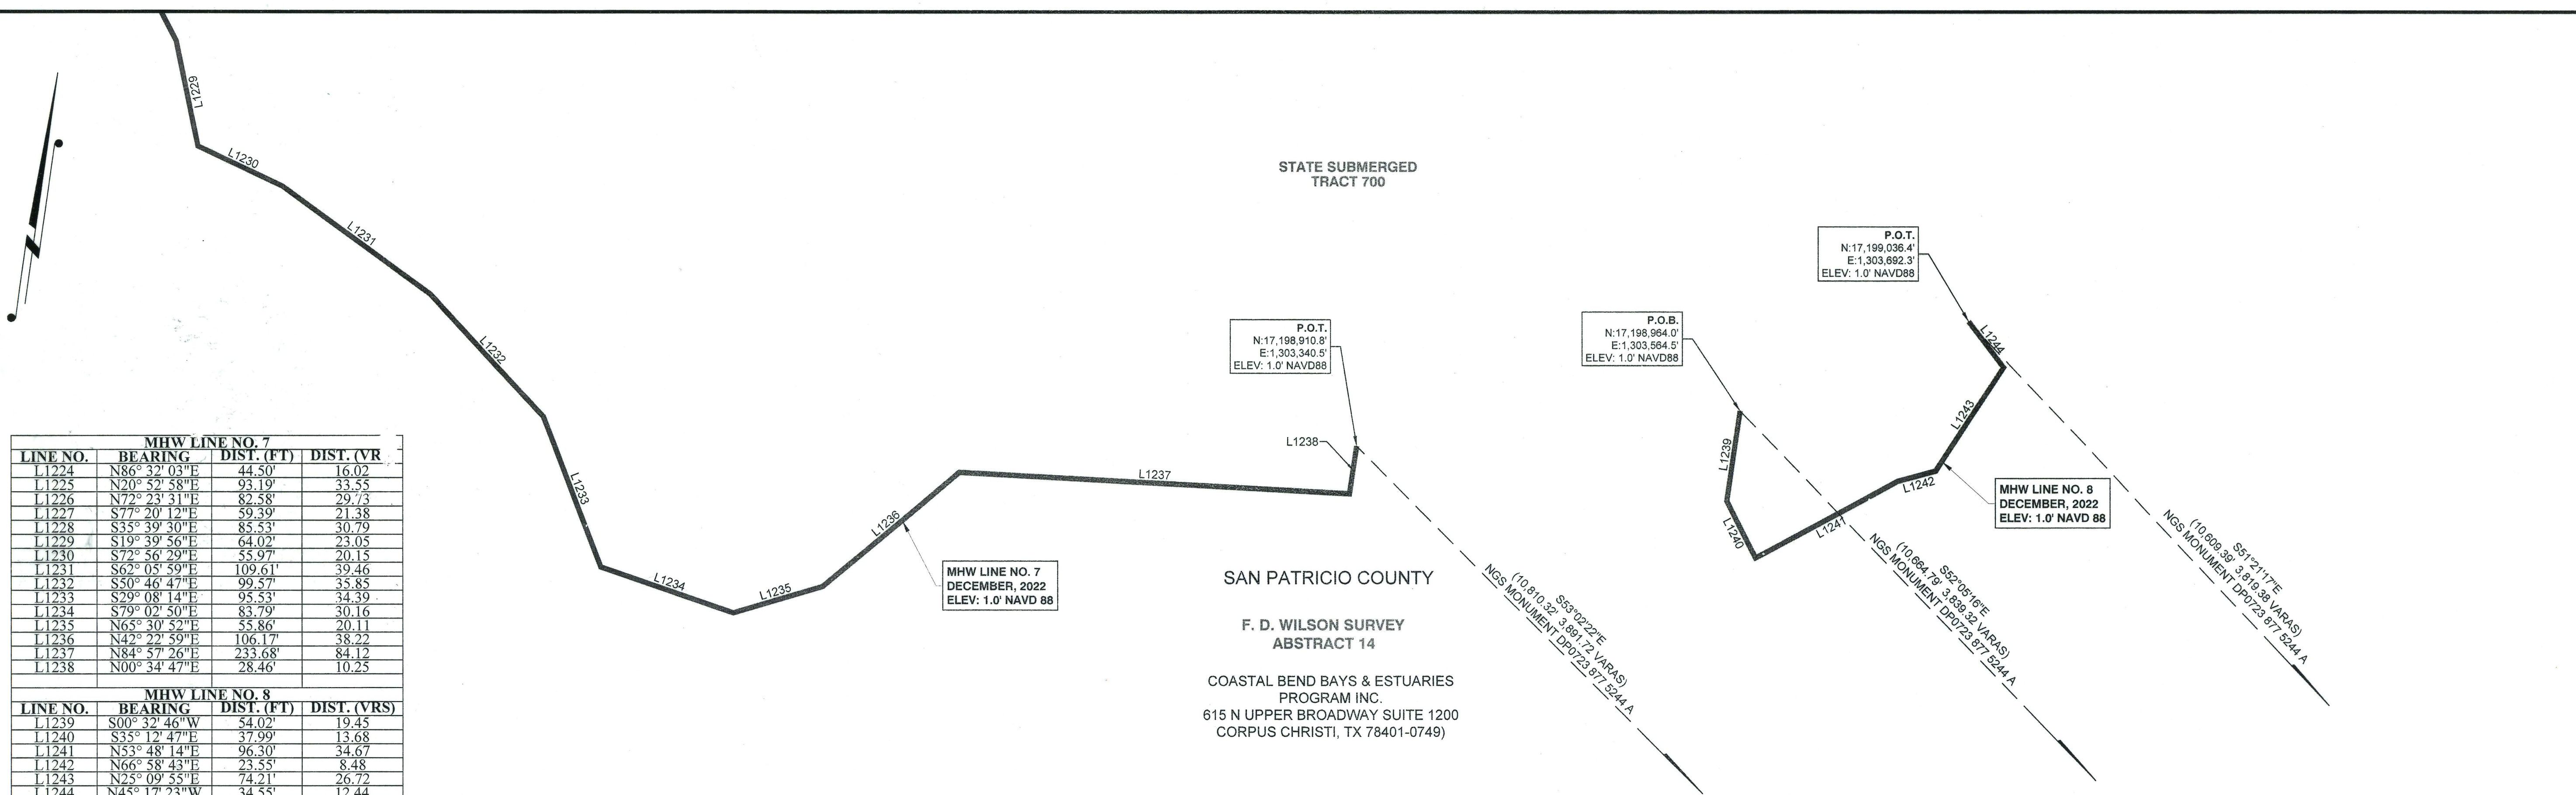 L1229
L1230
L1231
L1232
L1233
L1234
L1235
L1236
L1237
L1238
N
STATE SUBMERGED
TRACT 700
P.O.T.
N:17,198,910.8'
E:1,303,340.5'
ELEV: 1.0' NAVD88
P.O.B.
N:17,198,964.0'
E:1,303,564.5'
ELEV: 1.0' NAVD88
P.O.T.
N:17,199,036.4'
E:1,303,692.3'
ELEV: 1.0' NAVD88
L1239
L1240
L1241
L1242
L1243
L1244
MHW LINE NO. 7
DECEMBER, 2022
ELEV: 1.0' NAVD 88
MHW LINE NO. 8
DECEMBER, 2022
ELEV: 1.0' NAVD 88
SAN PATRICIO COUNTY
F. D. WILSON SURVEY
ABSTRACT 14
COASTAL BEND BAYS & ESTUARIES
PROGRAM INC.
615 N UPPER BROADWAY SUITE 1200
CORPUS CHRISTI, TX 78401-0749)
S53°02'22"E
(10,810.32' 3,891.72 VARAS)
NGS MONUMENT DP0723 877 5244 A
S52°05'16"E
(10,664.79' 3,839.32 VARAS)
NGS MONUMENT DP0723 877 5244 A
S51°21'17"E
(10,609.39' 3,819.38 VARAS)
NGS MONUMENT DP0723 877 5244 A
MHW LINE NO. 7
LINE NO. BEARING DIST. (FT) DIST. (VR
L1224 N86° 32' 03"E 44.50' 16.02
L1225 N20° 52' 58"E 93.19' 33.55
L1226 N72° 23' 31"E 82.58' 29.73
L1227 S77° 20' 12"E 59.39' 21.38
L1228 S35° 39' 30"E 85.53' 30.79
L1229 S19° 39' 56"E 64.02' 23.05
L1230 S72° 56' 29"E 55.97' 20.15
L1231 S62° 05' 59"E 109.61' 39.46
L1232 S50° 46' 47"E 99.57' 35.85
L1233 S29° 08' 14"E 95.53' 34.39
L1234 S79° 02' 50"E 83.79' 30.16
L1235 N65° 30' 52"E 55.86' 20.11
L1236 N42° 22' 59"E 106.17' 38.22
L1237 N84° 57' 26"E 233.68' 84.12
L1238 N00° 34' 47"E 28.46' 10.25
MHW LINE NO. 8
LINE NO. BEARING DIST. (FT) DIST. (VRS)
L1239 S00° 32' 46"W 54.02' 19.45
L1240 S35° 12' 47"E 37.99' 13.68
L1241 N53° 48' 14"E 96.30' 34.67
L1242 N66° 58' 43"E 23.55' 8.48
L1243 N25° 09' 55"E 74.21' 26.72
L1244 N45° 17' 23"W 34.55' 12.44